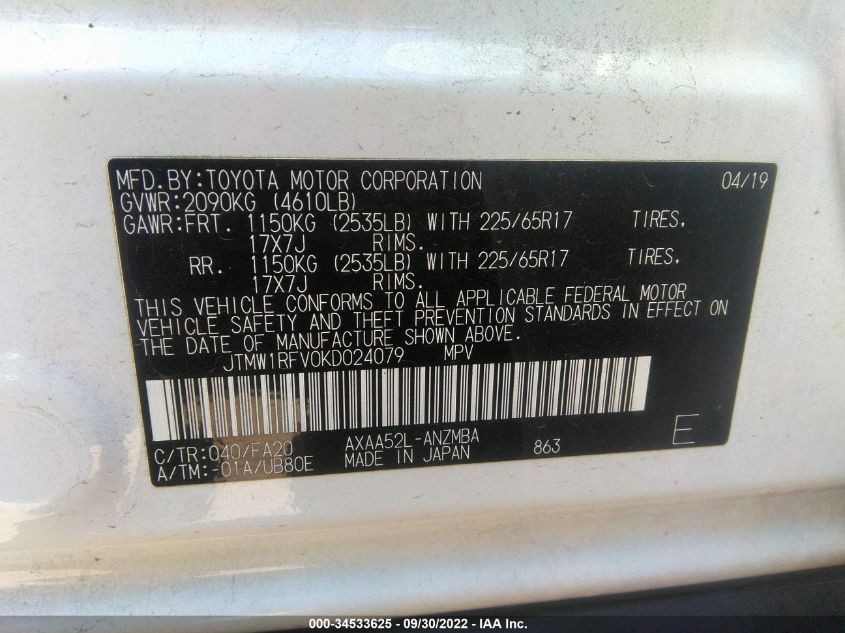 MFD.BY:TOYOTA MOTOR CORPORATION 04/19
GVWR:2090KG (4610LB)
GAWR:FRT. 1150KG (2535LB) WITH 225/65R17 TIRES.
17X7J RIMS.
RR. 1150KG (2535LB) WITH 225/65R17 TIRES.
17X7J RIMS.
THIS VEHICLE CONFORMS TO ALL APPLICABLE FEDERAL MOTOR
VEHICLE SAFETY AND THEFT PREVENTION STANDARDS IN EFFECT ON
THE DATE OF MANUFACTURE SHOWN ABOVE.
JTMW1RFV0KD024079 MPV
C/TR:040/FA20 AXAA52L-ANZMBA
A/TM:-01A/UB80E MADE IN JAPAN 863 E
000-34533625 - 09/30/2022 - IAA Inc.